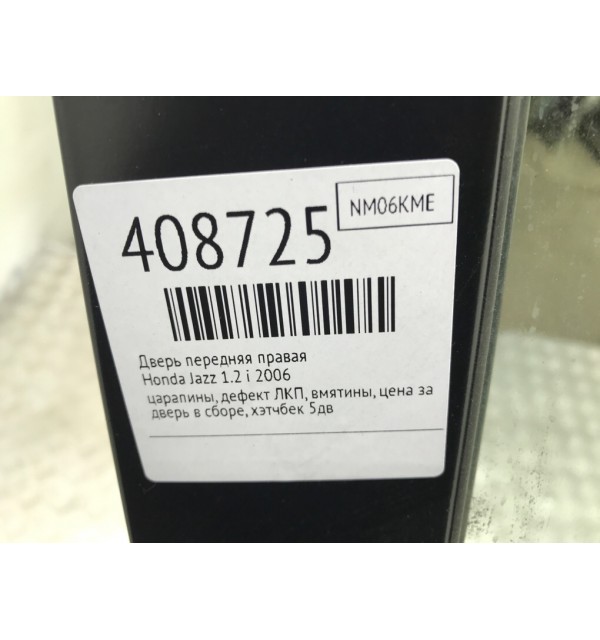 408725
NM06KME
Дверь передняя правая
Honda Jazz 1.2 i 2006
царапины, дефект ЛКП, вмятины, цена за
дверь в сборе, хэтчбек 5дв